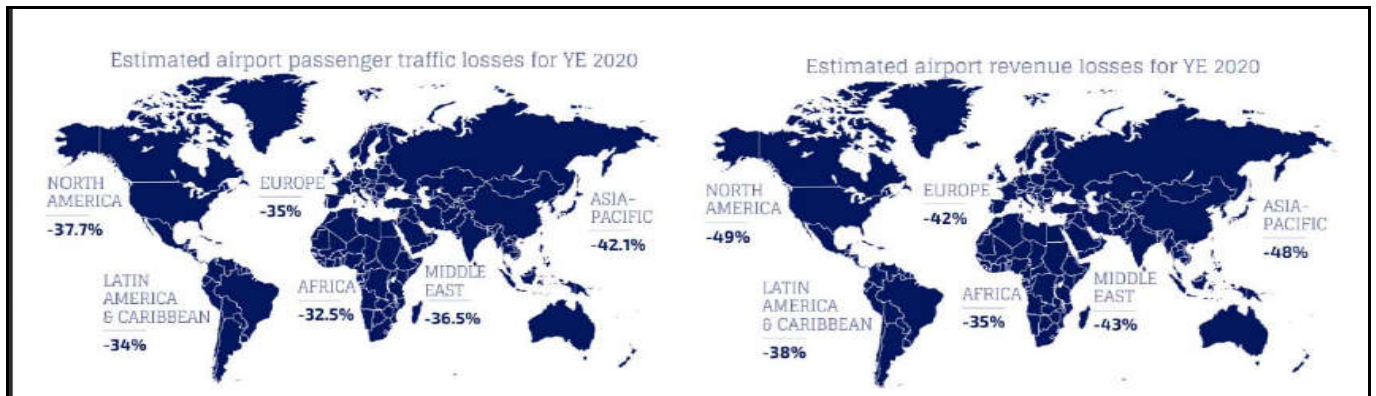 Estimated airport passenger traffic losses for YE 2020
NORTH
AMERICA
-37.7%
EUROPE
-35%
ASIA-
PACIFIC
-42.1%
LATIN
AMERICA
& CARIBBEAN
-34%
AFRICA
-32.5%
MIDDLE
EAST
-36.5%
Estimated airport revenue losses for YE 2020
NORTH
AMERICA
-49%
EUROPE
-42%
ASIA-
PACIFIC
-48%
LATIN
AMERICA
& CARIBBEAN
-38%
AFRICA
-35%
MIDDLE
EAST
-43%